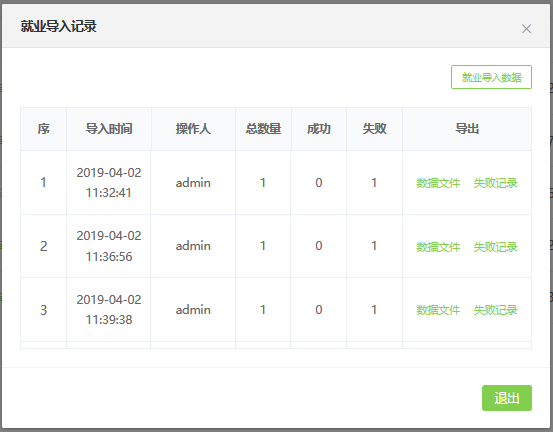 就业导入记录
就业导入数据
序 导入时间 操作人 总数量 成功 失败 导出
1 2019-04-02 11:32:41 admin 1 0 1 数据文件 失败记录
2 2019-04-02 11:36:56 admin 1 0 1 数据文件 失败记录
3 2019-04-02 11:39:38 admin 1 0 1 数据文件 失败记录
退出